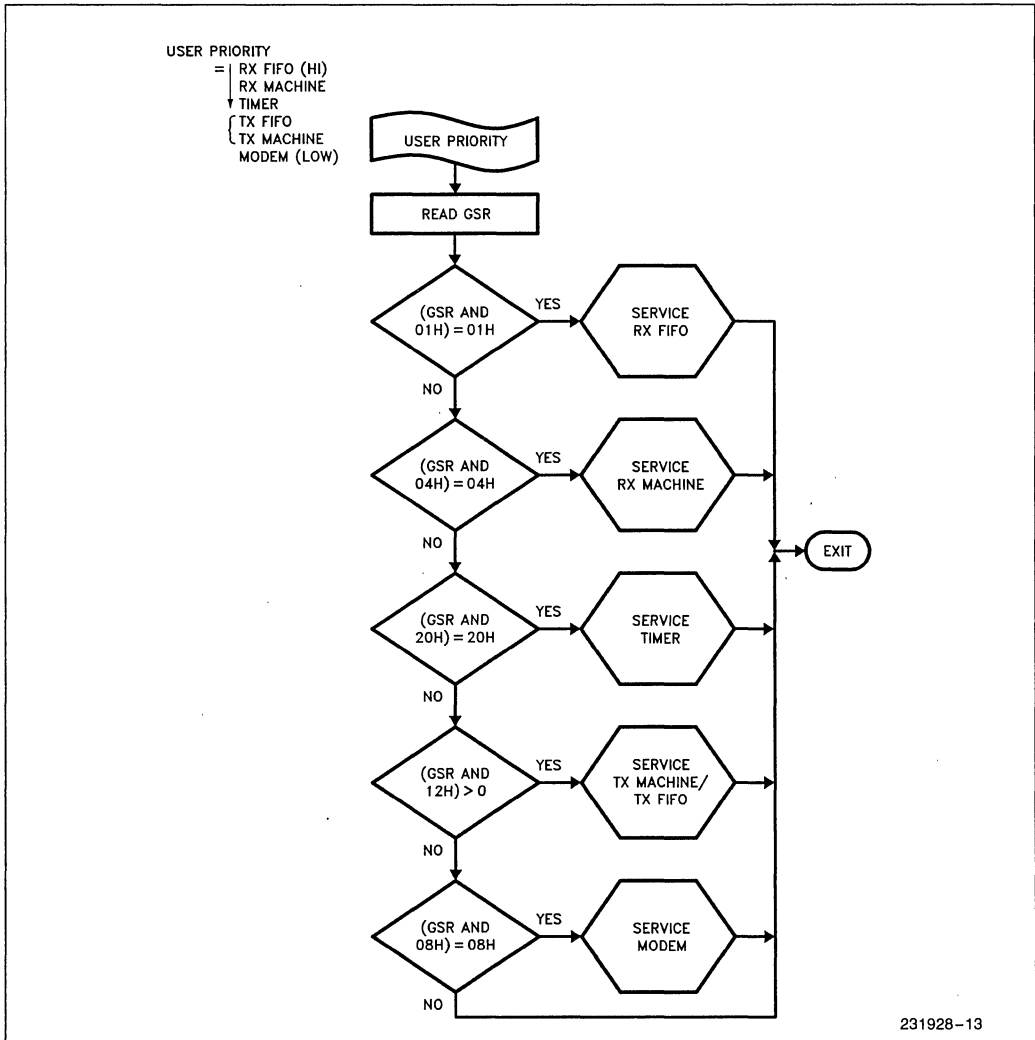 USER PRIORITY
= RX FIFO (HI)
RX MACHINE
TIMER
TX FIFO
TX MACHINE
MODEM (LOW)
USER PRIORITY
READ GSR
(GSR AND
01H) = 01H
YES
SERVICE
RX FIFO
NO
(GSR AND
04H) = 04H
YES
SERVICE
RX MACHINE
NO
EXIT
(GSR AND
20H) = 20H
YES
SERVICE
TIMER
NO
(GSR AND
12H) > 0
YES
SERVICE
TX MACHINE/
TX FIFO
NO
(GSR AND
08H) = 08H
YES
SERVICE
MODEM
NO
231928-13